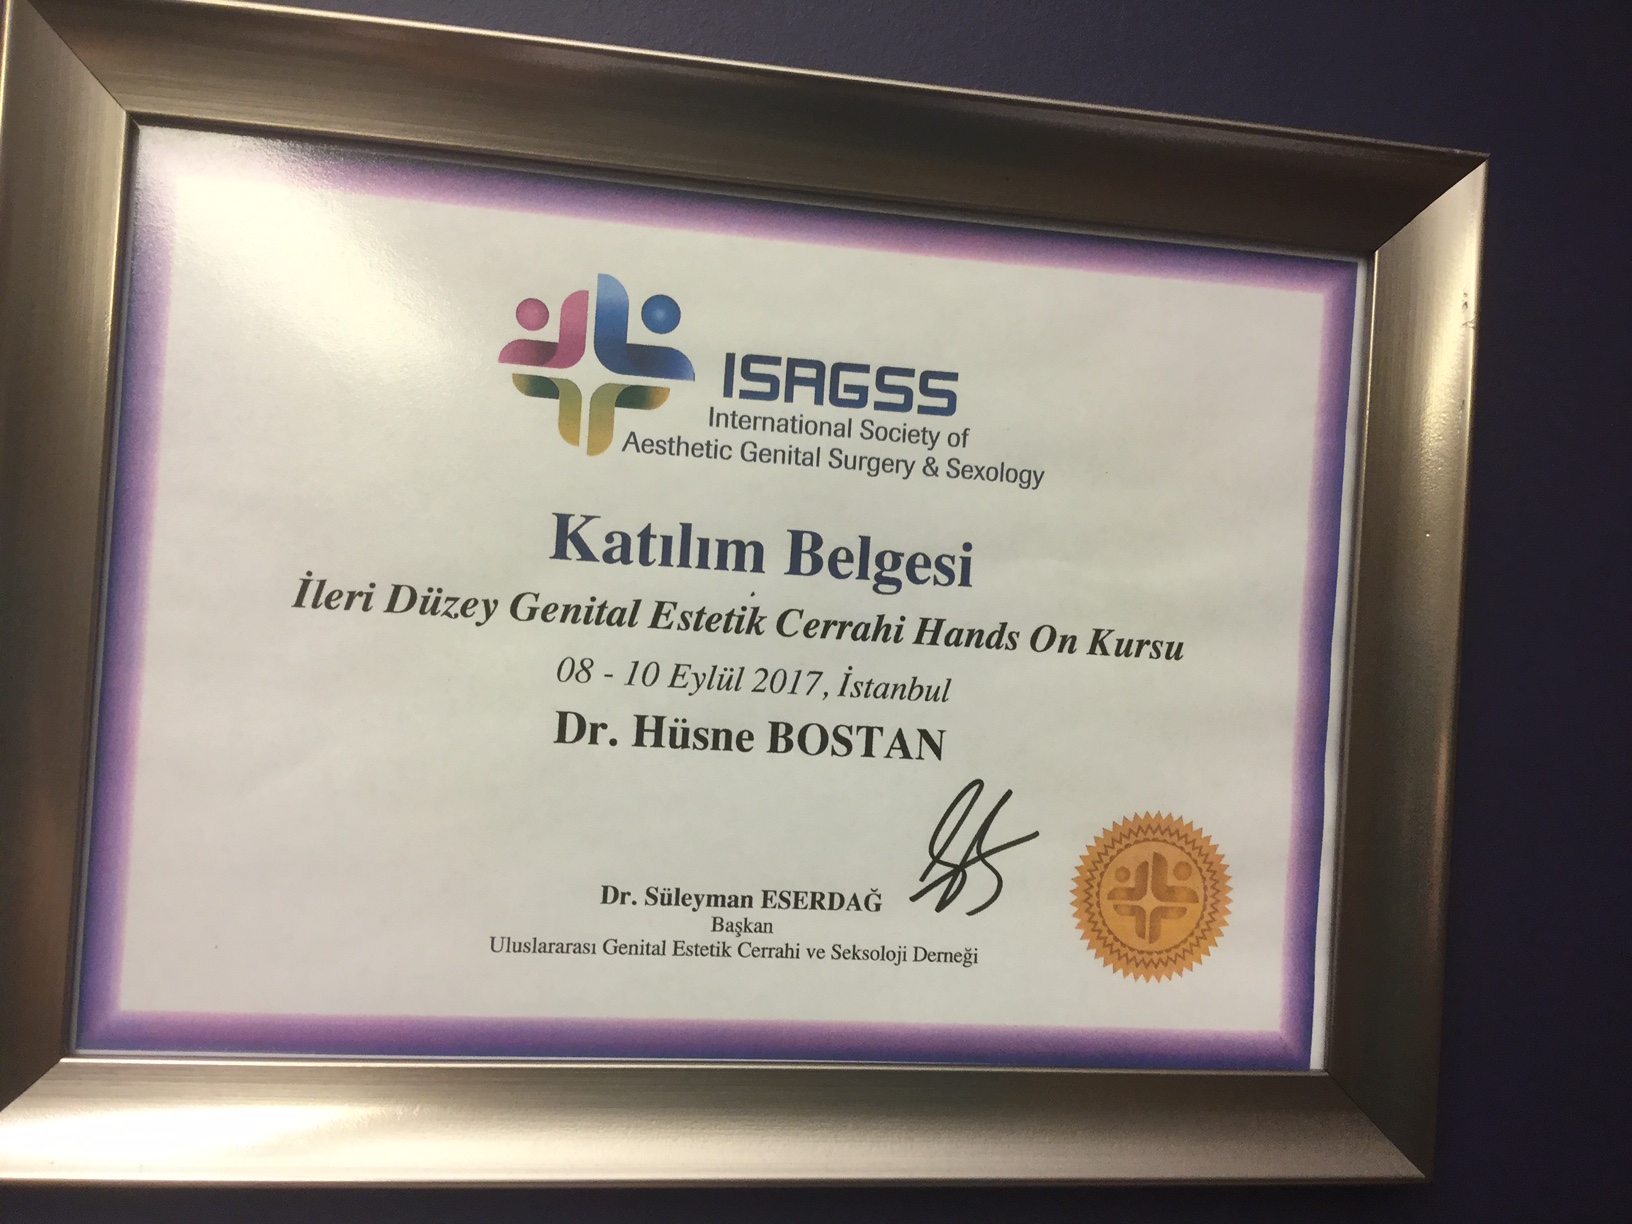 ISAGSS
International Society of
Aesthetic Genital Surgery & Sexology
Katılım Belgesi
İleri Düzey Genital Estetik Cerrahi Hands On Kursu
08 - 10 Eylül 2017, İstanbul
Dr. Hüsne BOSTAN
Dr. Süleyman ESERDAĞ
Başkan
Uluslararası Genital Estetik Cerrahi ve Seksoloji Derneği